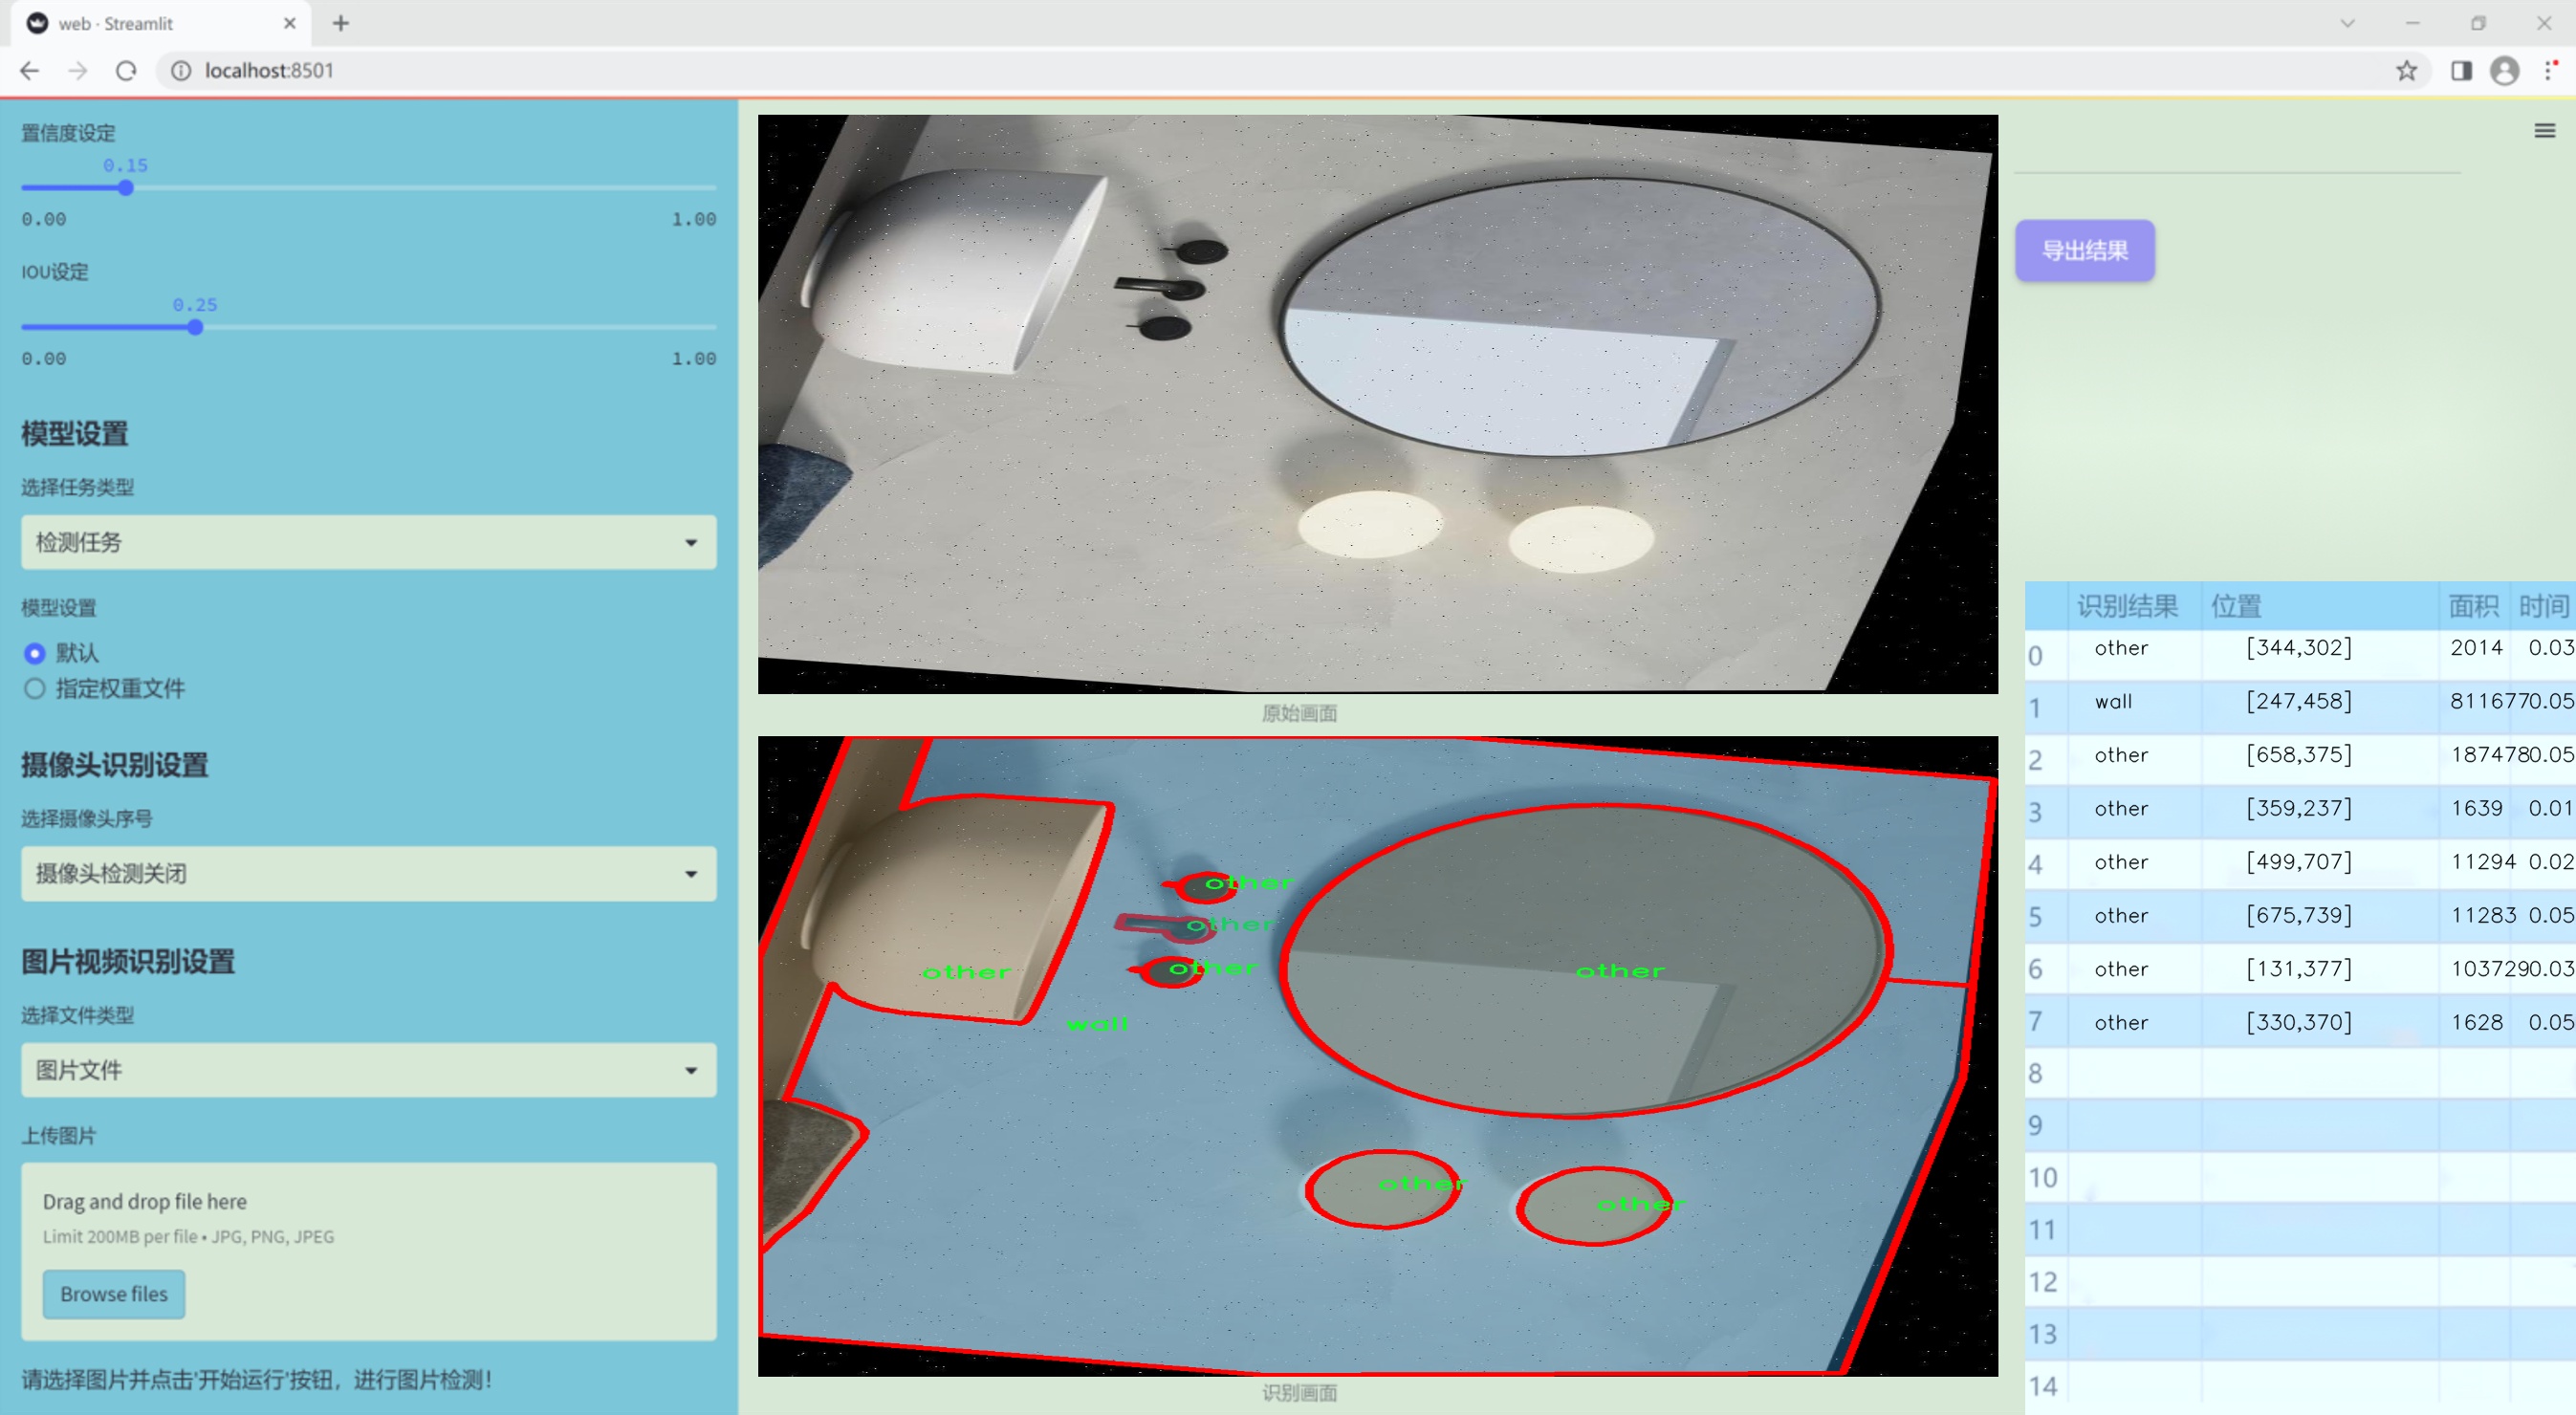 web · Streamlit
localhost:8501
置信度设定
0.15
0.00 1.00
IOU设定
0.25
0.00 1.00
模型设置
选择任务类型
检测任务
模型设置
默认
指定权重文件
摄像头识别设置
选择摄像头序号
摄像头检测关闭
图片视频识别设置
选择文件类型
图片文件
上传图片
Drag and drop file here
Limit 200MB per file • JPG, PNG, JPEG
Browse files
请选择图片并点击'开始运行'按钮，进行图片检测！
原始画面
other
other
other
other
other
wall
other
other
识别画面
导出结果
识别结果 位置 面积 时间
0 other [344,302] 2014 0.03
1 wall [247,458] 811677 0.05
2 other [658,375] 187478 0.05
3 other [359,237] 1639 0.01
4 other [499,707] 11294 0.02
5 other [675,739] 11283 0.05
6 other [131,377] 103729 0.03
7 other [330,370] 1628 0.05
8
9
10
11
12
13
14